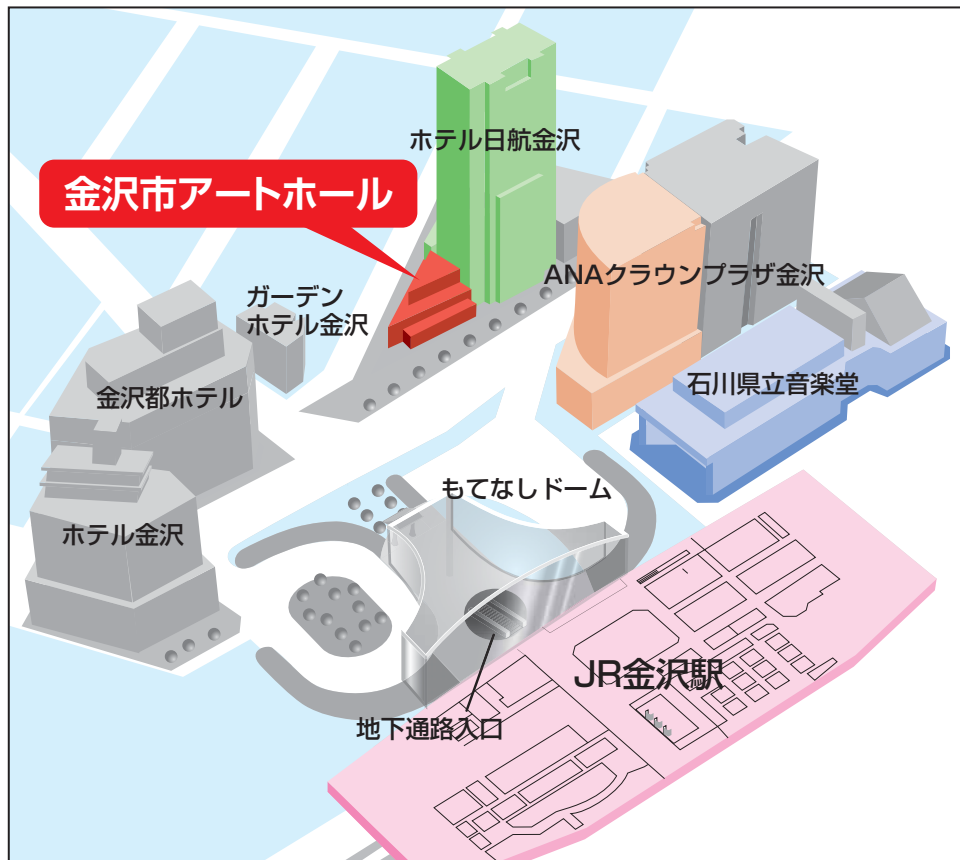 ホテル日航金沢
金沢市アートホール
ANAクラウンプラザ金沢
ガーデン
ホテル金沢
石川県立音楽堂
金沢都ホテル
もてなしドーム
ホテル金沢
JR金沢駅
地下通路入口